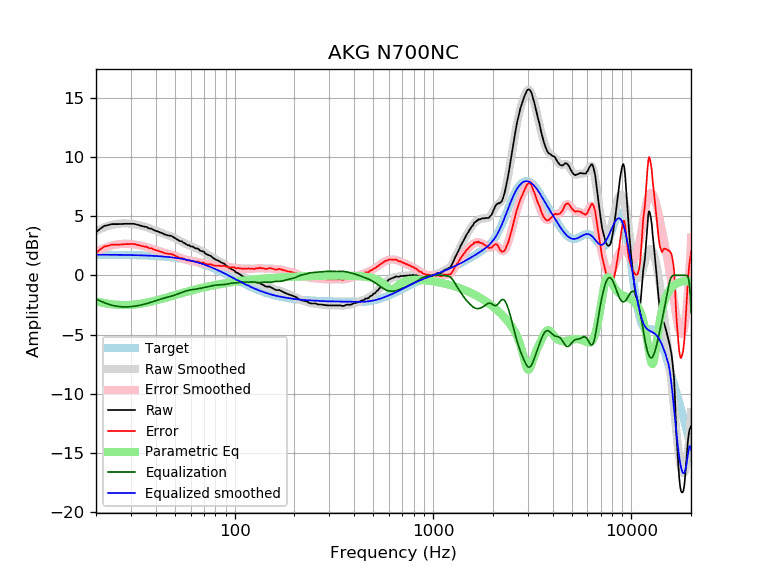 AKG N700NC
Amplitude (dBr)
15
10
5
0
−5
−10
−15
−20
Target
Raw Smoothed
Error Smoothed
Raw
Error
Parametric Eq
Equalization
Equalized smoothed
100
1000
10000
Frequency (Hz)